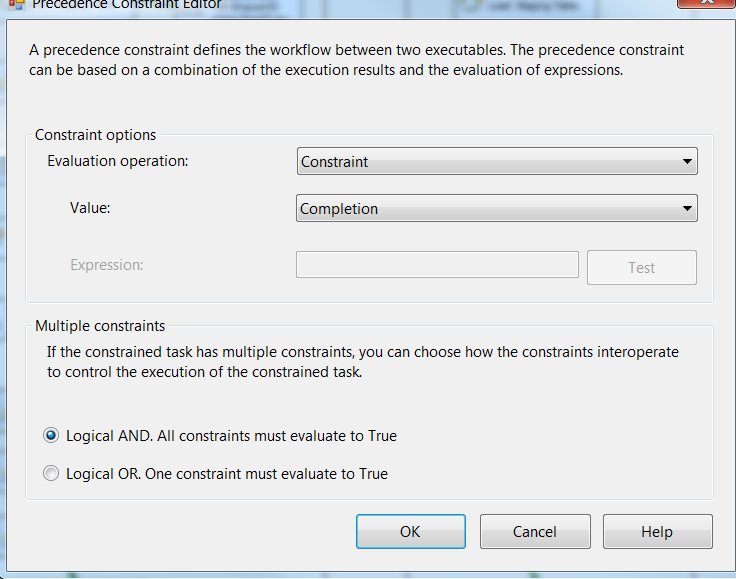 Precedence Constraint Editor
A precedence constraint defines the workflow between two executables. The precedence constraint
can be based on a combination of the execution results and the evaluation of expressions.
Constraint options
Evaluation operation:
Constraint
Value:
Completion
Expression:
Test
Multiple constraints
If the constrained task has multiple constraints, you can choose how the constraints interoperate
to control the execution of the constrained task.
Logical AND. All constraints must evaluate to True
Logical OR. One constraint must evaluate to True
OK
Cancel
Help